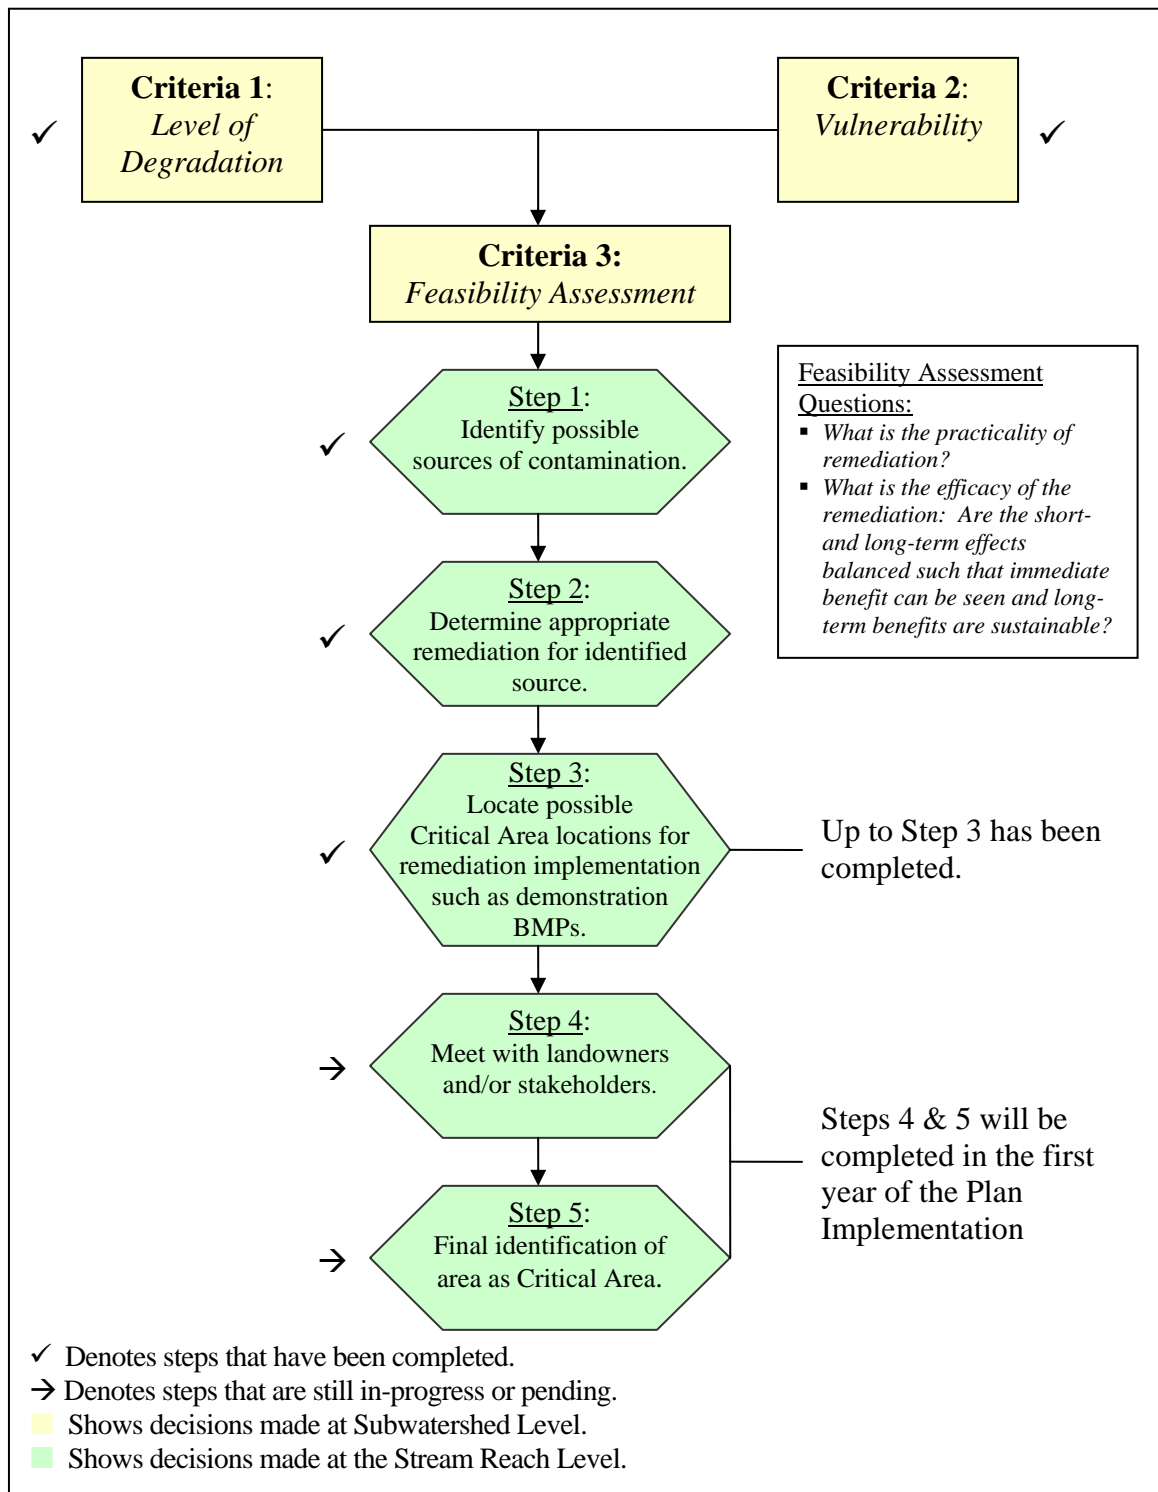 Criteria 1:
Level of
Degradation
✓
Criteria 2:
Vulnerability
✓
Criteria 3:
Feasibility Assessment
Step 1:
Identify possible
sources of contamination.
✓
Feasibility Assessment
Questions:
▪ What is the practicality of
remediation?
▪ What is the efficacy of the
remediation: Are the short-
and long-term effects
balanced such that immediate
benefit can be seen and long-
term benefits are sustainable?
Step 2:
Determine appropriate
remediation for identified
source.
✓
Step 3:
Locate possible
Critical Area locations for
remediation implementation
such as demonstration
BMPs.
✓
Up to Step 3 has been
completed.
Step 4:
Meet with landowners
and/or stakeholders.
→
Steps 4 & 5 will be
completed in the first
year of the Plan
Implementation
Step 5:
Final identification of
area as Critical Area.
→
✓ Denotes steps that have been completed.
→ Denotes steps that are still in-progress or pending.
Shows decisions made at Subwatershed Level.
Shows decisions made at the Stream Reach Level.